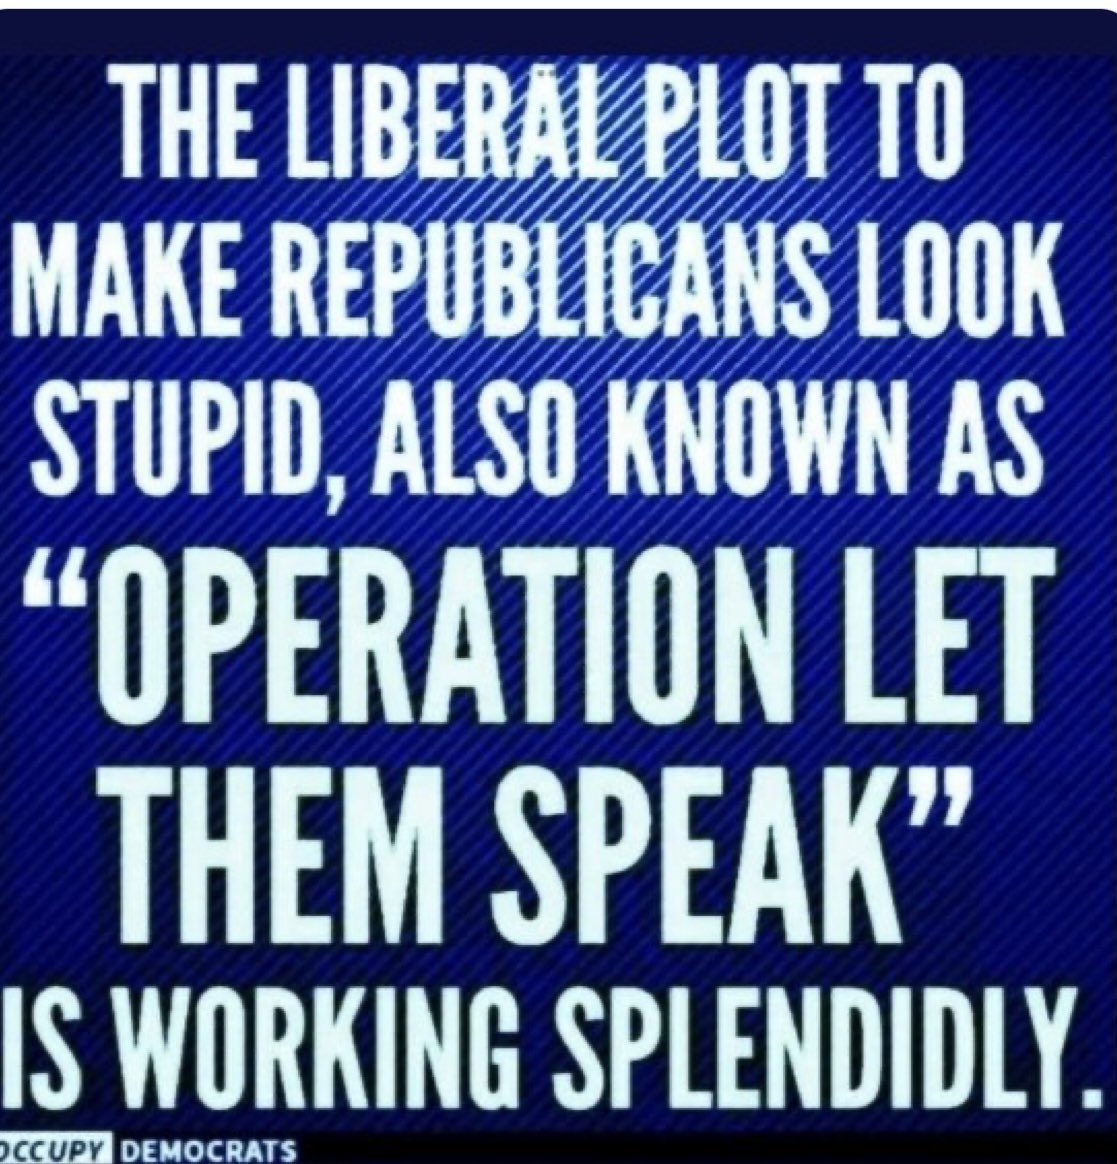 THE LIBERAL PLOT TO
MAKE REPUBLICANS LOOK
STUPID, ALSO KNOWN AS
“OPERATION LET
THEM SPEAK”
IS WORKING SPLENDIDLY.
OCCUPY DEMOCRATS